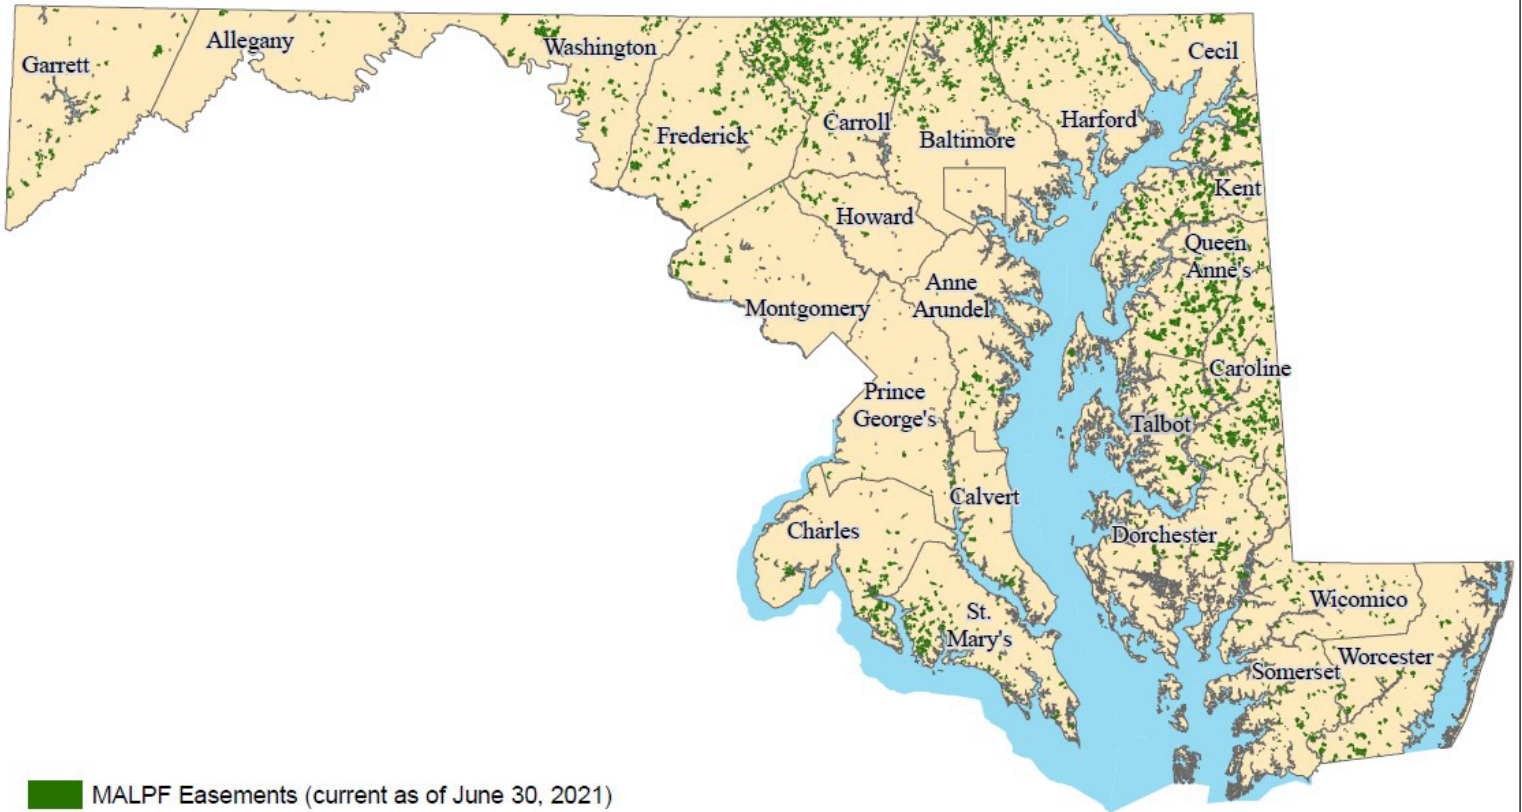 Garrett
Allegany
Washington
Frederick
Carroll
Baltimore
Harford
Cecil
Kent
Howard
Queen
Anne's
Montgomery
Anne
Arundel
Caroline
Prince
George's
Talbot
Calvert
Charles
Dorchester
St.
Mary's
Wicomico
Somerset
Worcester
MALPF Easements (current as of June 30, 2021)